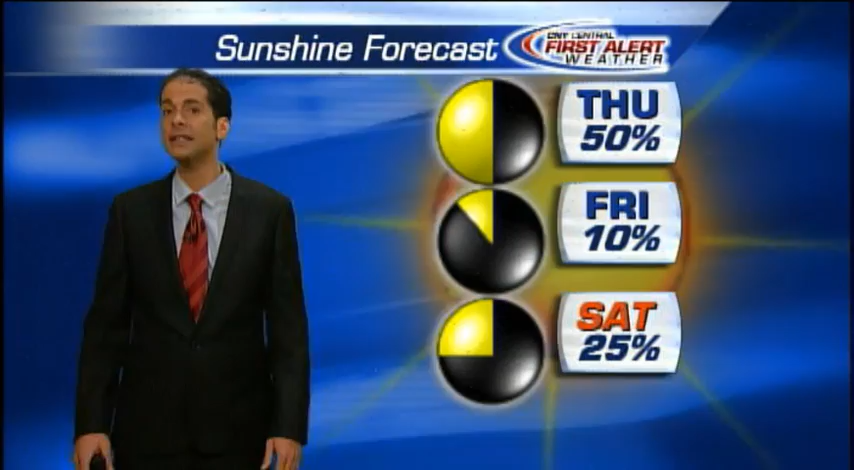 Sunshine Forecast
CNY CENTRAL
FIRST ALERT
WEATHER
THU
50%
FRI
10%
SAT
25%